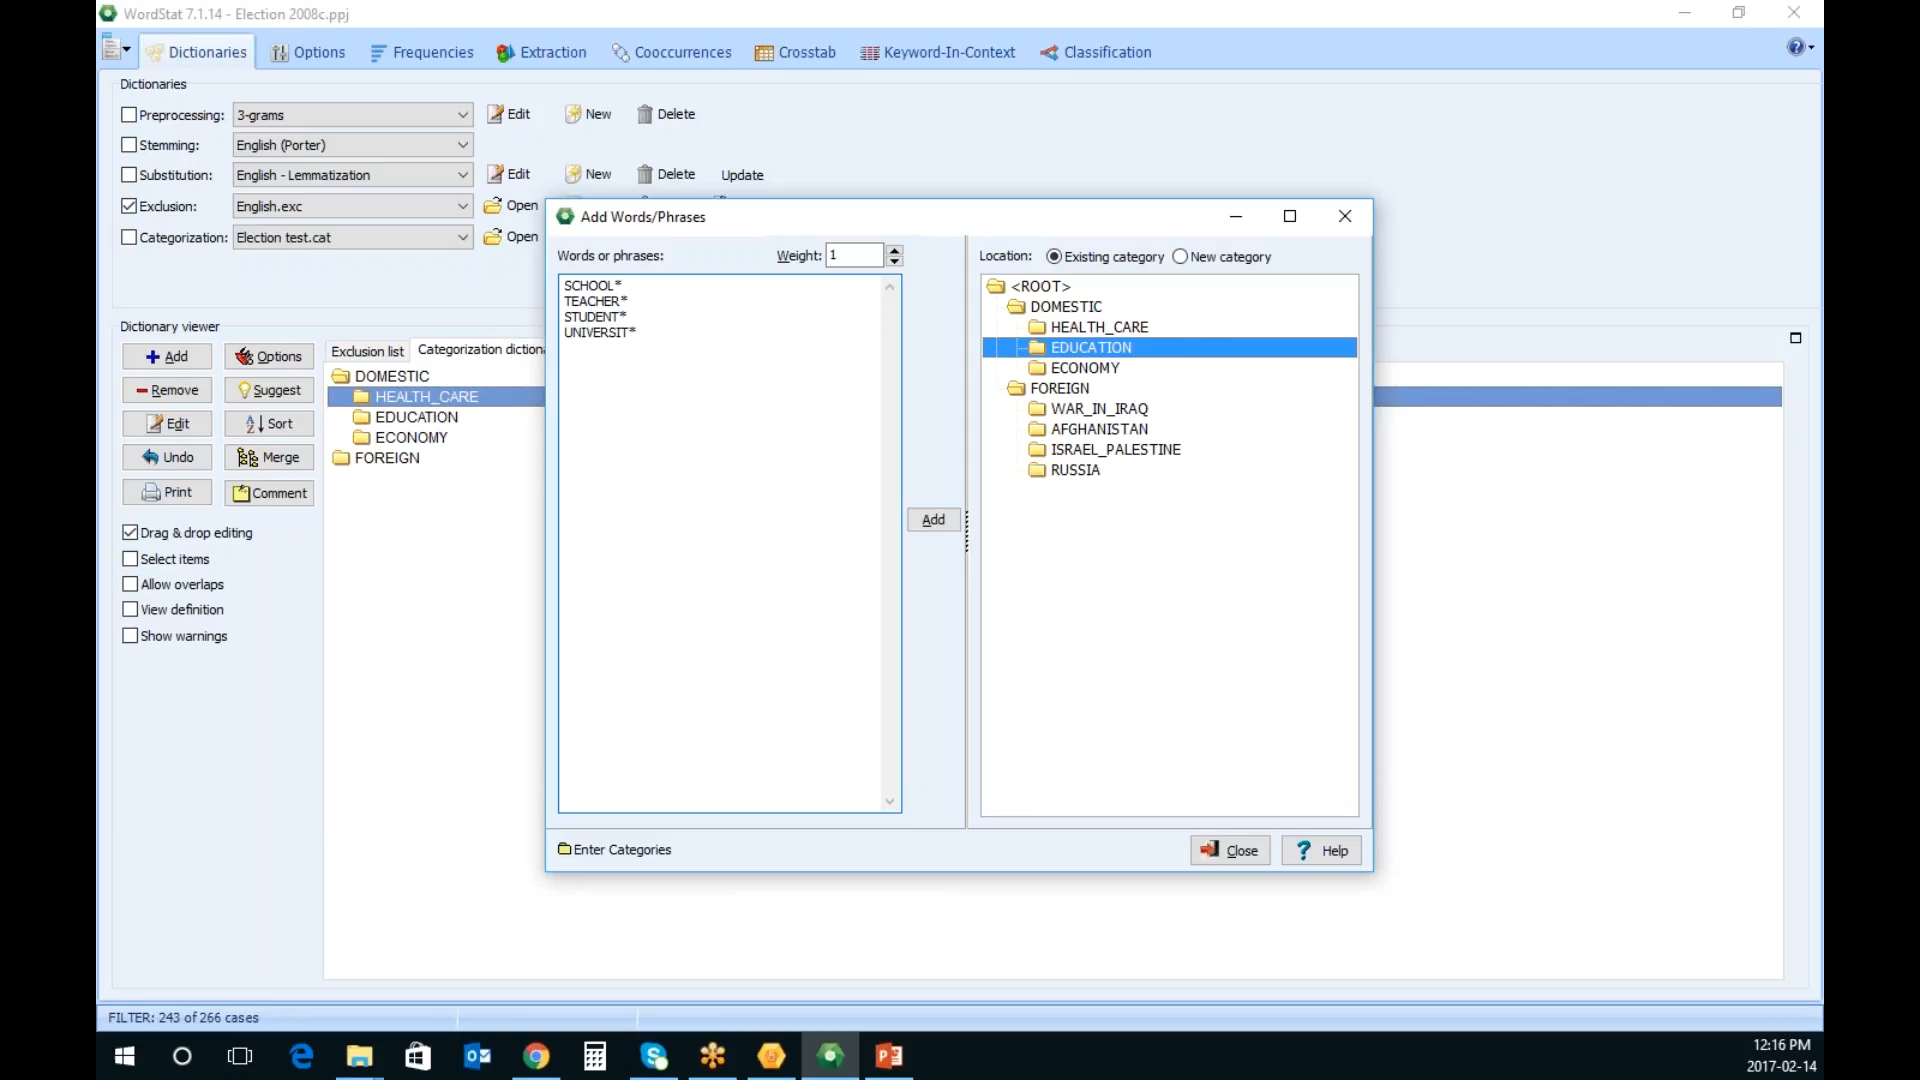 WordStat 7.1.14 - Election 2008c.ppj
Dictionaries Options Frequencies Extraction Cooccurrences Crosstab Keyword-In-Context Classification
Dictionaries
Preprocessing: 3-grams Edit New Delete
Stemming: English (Porter)
Substitution: English - Lemmatization Edit New Delete Update
Exclusion: English.exc Open
Categorization: Election test.cat Open
Add Words/Phrases
Words or phrases: Weight: 1
SCHOOL*
TEACHER*
STUDENT*
UNIVERSIT*
Add
Location: Existing category New category
<ROOT>
DOMESTIC
HEALTH_CARE
EDUCATION
ECONOMY
FOREIGN
WAR_IN_IRAQ
AFGHANISTAN
ISRAEL_PALESTINE
RUSSIA
Enter Categories
Close Help
Dictionary viewer
Add Options
Remove Suggest
Edit Sort
Undo Merge
Print Comment
Drag & drop editing
Select items
Allow overlaps
View definition
Show warnings
Exclusion list Categorization
DOMESTIC
HEALTH_CARE
EDUCATION
ECONOMY
FOREIGN
FILTER: 243 of 266 cases
12:16 PM
2017-02-14